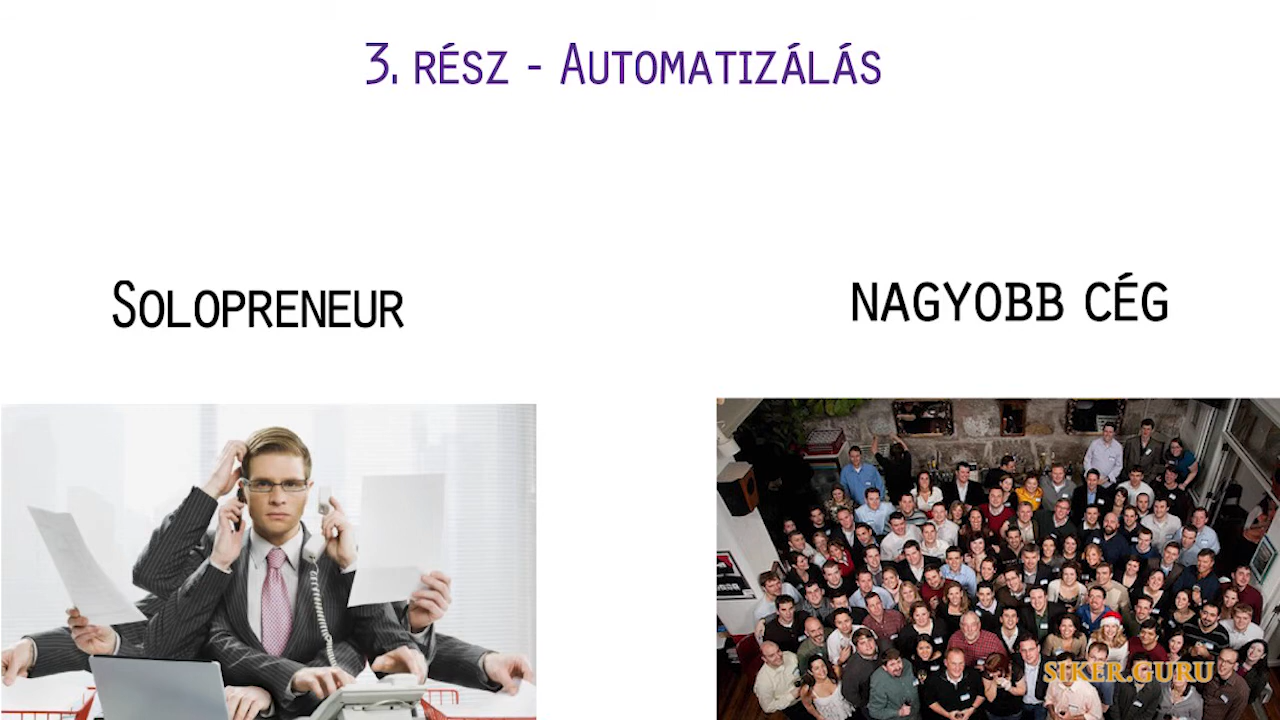 3. RÉSZ - AUTOMATIZÁLÁS
SOLOPRENEUR
NAGYOBB CÉG
SIKER.GURU